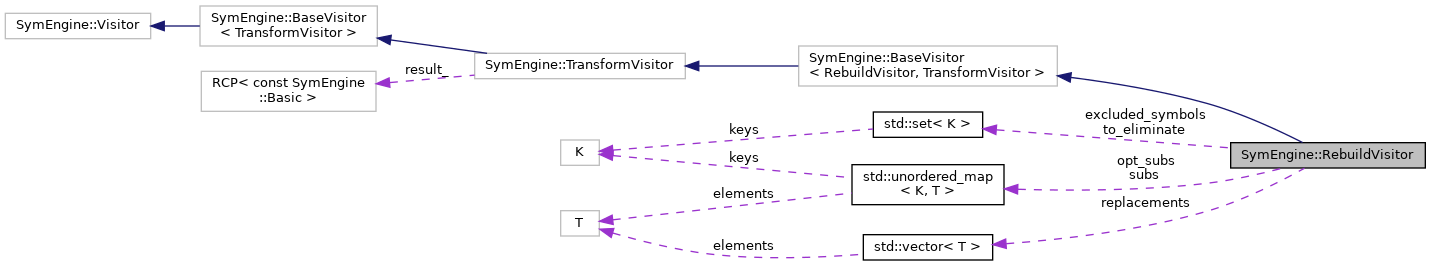 SymEngine::Visitor
SymEngine::BaseVisitor
< TransformVisitor >
RCP< const SymEngine
::Basic >
result_
SymEngine::TransformVisitor
SymEngine::BaseVisitor
< RebuildVisitor, TransformVisitor >
K
T
keys
keys
elements
elements
std::set< K >
std::unordered_map
< K, T >
std::vector< T >
excluded_symbols
to_eliminate
opt_subs
subs
replacements
SymEngine::RebuildVisitor